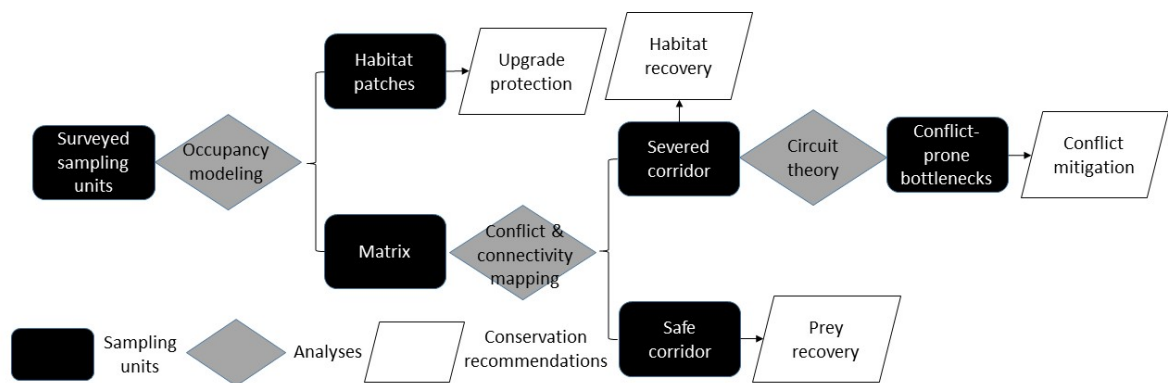 Surveyed
sampling
units
Occupancy
modeling
Habitat
patches
Upgrade
protection
Matrix
Conflict &
connectivity
mapping
Habitat
recovery
Severed
corridor
Circuit
theory
Conflict-
prone
bottlenecks
Conflict
mitigation
Safe
corridor
Prey
recovery
Sampling
units
Analyses
Conservation
recommendations